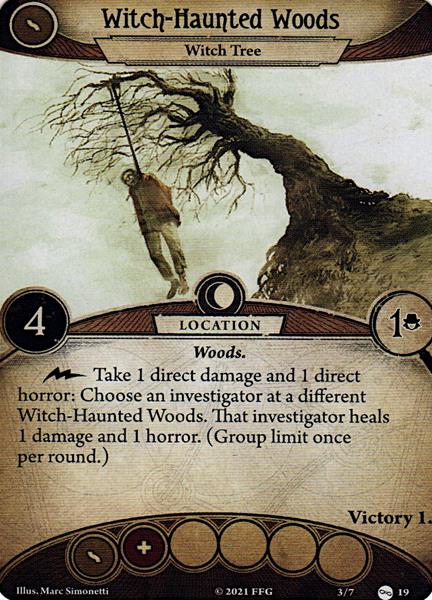 Witch-Haunted Woods
Witch Tree
4
1
LOCATION
Woods.
Take 1 direct damage and 1 direct
horror: Choose an investigator at a different
Witch-Haunted Woods. That investigator heals
1 damage and 1 horror. (Group limit once
per round.)
Victory 1.
Illus. Marc Simonetti
© 2021 FFG
3/7
19